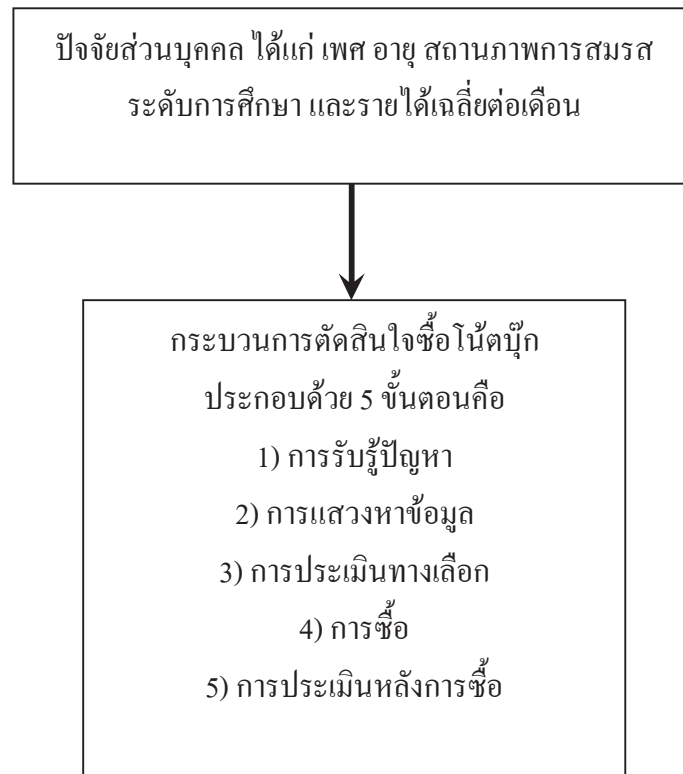 ปัจจัยส่วนบุคคล ได้แก่ เพศ อายุ สถานภาพการสมรส
ระดับการศึกษา และรายได้เฉลี่ยต่อเดือน
กระบวนการตัดสินใจซื้อโน้ตบุ๊ก
ประกอบด้วย 5 ขั้นตอนคือ
1) การรับรู้ปัญหา
2) การแสวงหาข้อมูล
3) การประเมินทางเลือก
4) การซื้อ
5) การประเมินหลังการซื้อ